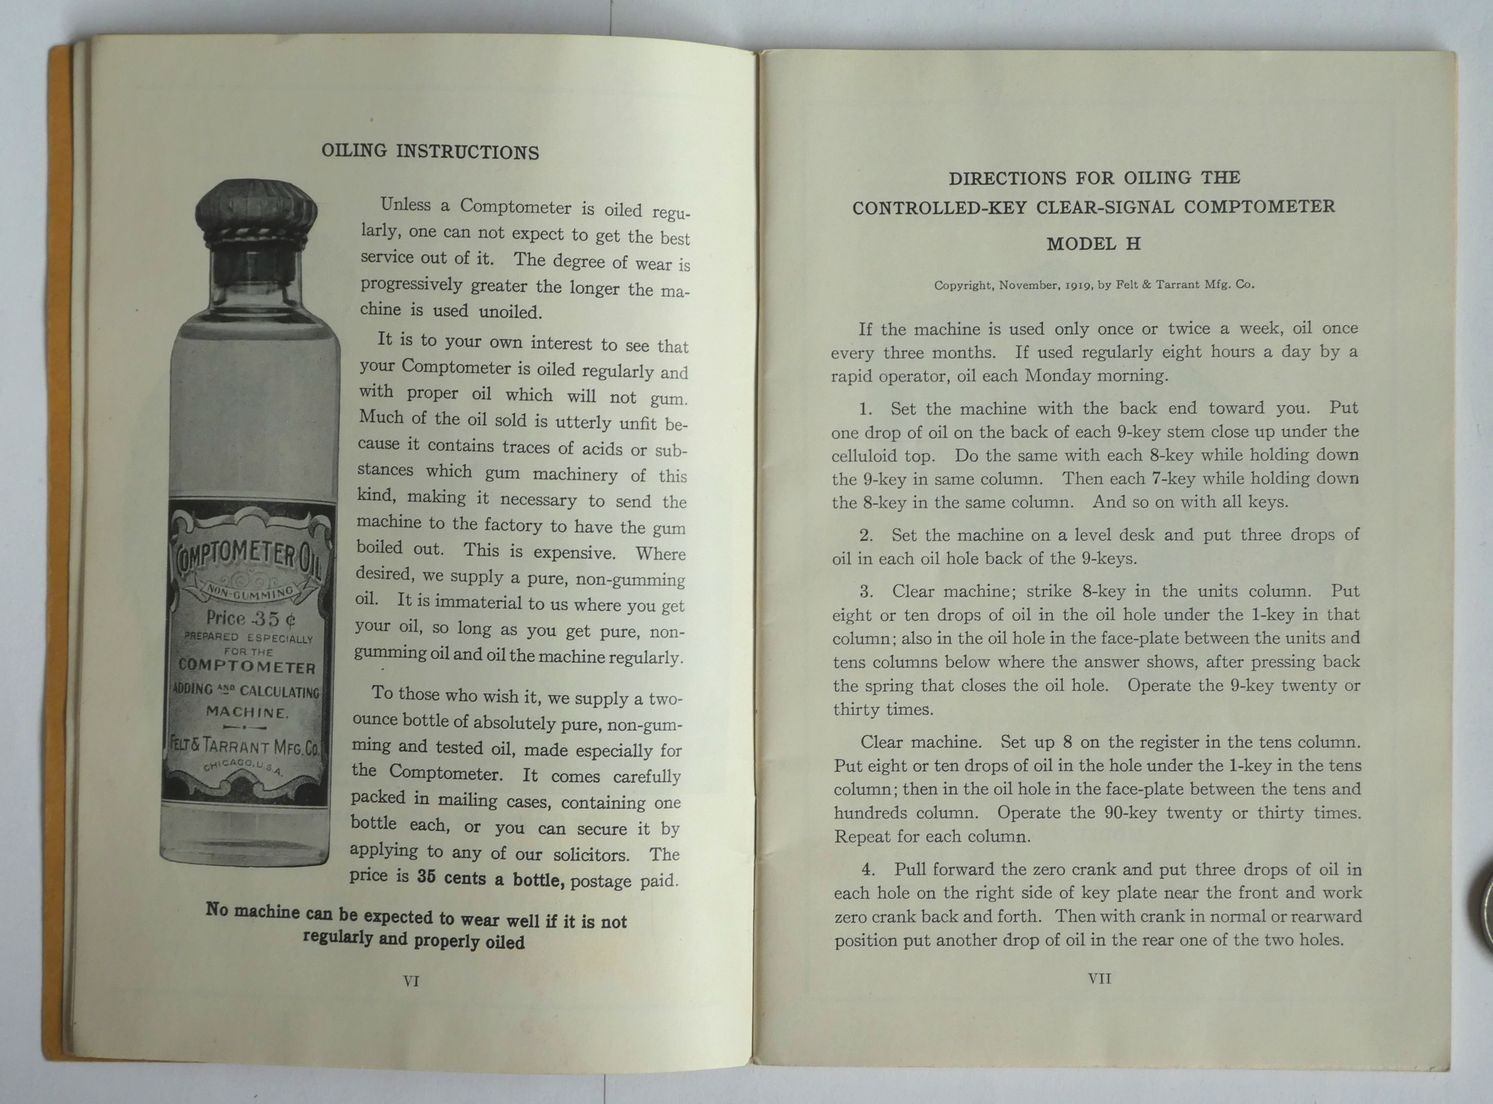 OILING INSTRUCTIONS
Unless a Comptometer is oiled regu-
larly, one can not expect to get the best
service out of it. The degree of wear is
progressively greater the longer the ma-
chine is used unoiled.
It is to your own interest to see that
your Comptometer is oiled regularly and
with proper oil which will not gum.
Much of the oil sold is utterly unfit be-
cause it contains traces of acids or sub-
stances which gum machinery of this
kind, making it necessary to send the
machine to the factory to have the gum
boiled out. This is expensive. Where
desired, we supply a pure, non-gumming
oil. It is immaterial to us where you get
your oil, so long as you get pure, non-
gumming oil and oil the machine regularly.
To those who wish it, we supply a two-
ounce bottle of absolutely pure, non-gum-
ming and tested oil, made especially for
the Comptometer. It comes carefully
packed in mailing cases, containing one
bottle each, or you can secure it by
applying to any of our solicitors. The
price is 35 cents a bottle, postage paid.
COMPTOMETER OIL
NON-GUMMING
Price .35 ¢
PREPARED ESPECIALLY
FOR THE
COMPTOMETER
ADDING AND CALCULATING
MACHINE.
FELT & TARRANT MFG. CO.
CHICAGO, U.S.A.
No machine can be expected to wear well if it is not
regularly and properly oiled
VI
DIRECTIONS FOR OILING THE
CONTROLLED-KEY CLEAR-SIGNAL COMPTOMETER
MODEL H
Copyright, November, 1919, by Felt & Tarrant Mfg. Co.
If the machine is used only once or twice a week, oil once
every three months. If used regularly eight hours a day by a
rapid operator, oil each Monday morning.
1. Set the machine with the back end toward you. Put
one drop of oil on the back of each 9-key stem close up under the
celluloid top. Do the same with each 8-key while holding down
the 9-key in same column. Then each 7-key while holding down
the 8-key in the same column. And so on with all keys.
2. Set the machine on a level desk and put three drops of
oil in each oil hole back of the 9-keys.
3. Clear machine; strike 8-key in the units column. Put
eight or ten drops of oil in the oil hole under the 1-key in that
column; also in the oil hole in the face-plate between the units and
tens columns below where the answer shows, after pressing back
the spring that closes the oil hole. Operate the 9-key twenty or
thirty times.
Clear machine. Set up 8 on the register in the tens column.
Put eight or ten drops of oil in the hole under the 1-key in the tens
column; then in the oil hole in the face-plate between the tens and
hundreds column. Operate the 90-key twenty or thirty times.
Repeat for each column.
4. Pull forward the zero crank and put three drops of oil in
each hole on the right side of key plate near the front and work
zero crank back and forth. Then with crank in normal or rearward
position put another drop of oil in the rear one of the two holes.
VII